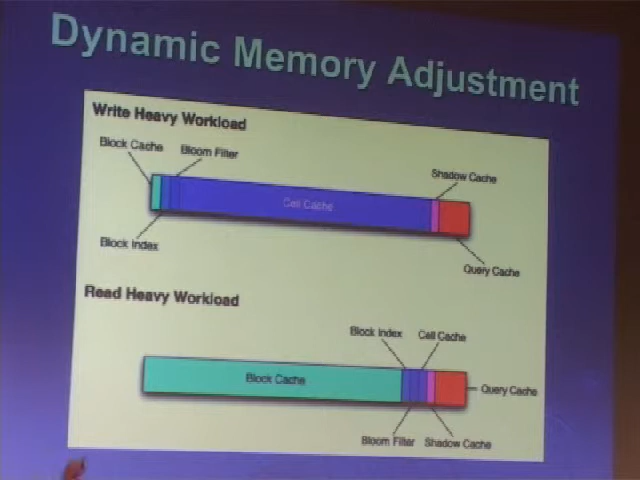 Dynamic Memory Adjustment
Write Heavy Workload
Block Cache
Bloom Filter
Shadow Cache
Cell Cache
Block Index
Query Cache
Read Heavy Workload
Block Index
Cell Cache
Block Cache
Query Cache
Bloom Filter
Shadow Cache